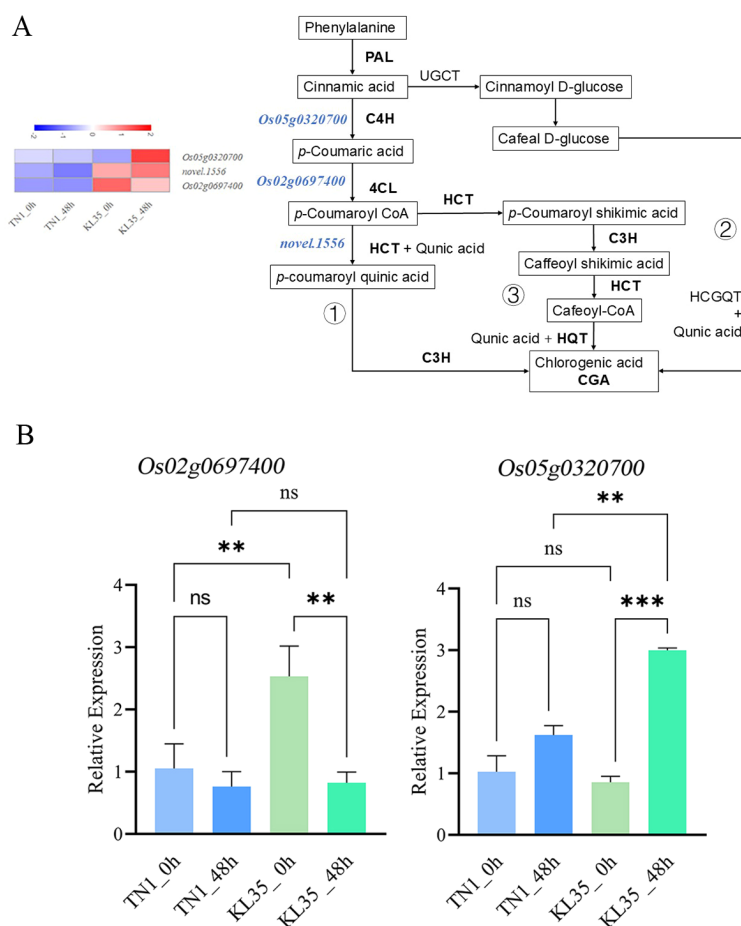 A
Phenylalanine
PAL
Cinnamic acid
UGCT
Cinnamoyl D-glucose
Os05g0320700
C4H
Cafeal D-glucose
p-Coumaric acid
Os02g0697400
4CL
p-Coumaroyl CoA
HCT
p-Coumaroyl shikimic acid
novel.1556
HCT + Qunic acid
C3H
②
p-coumaroyl quinic acid
Caffeoyl shikimic acid
①
③
HCT
HCGQT
+
Qunic acid
Cafeoyl-CoA
Qunic acid + HQT
C3H
Chlorogenic acid
CGA
-2
-1
0
1
2
Os05g0320700
novel.1556
Os02g0697400
TN1_0h
TN1_48h
KL35_0h
KL35_48h
B
Os02g0697400
ns
**
ns
**
Relative Expression
4
3
2
1
0
TN1_0h
TN1_48h
KL35_0h
KL35_48h
Os05g0320700
**
ns
ns
***
Relative Expression
4
3
2
1
0
TN1_0h
TN1_48h
KL35_0h
KL35_48h